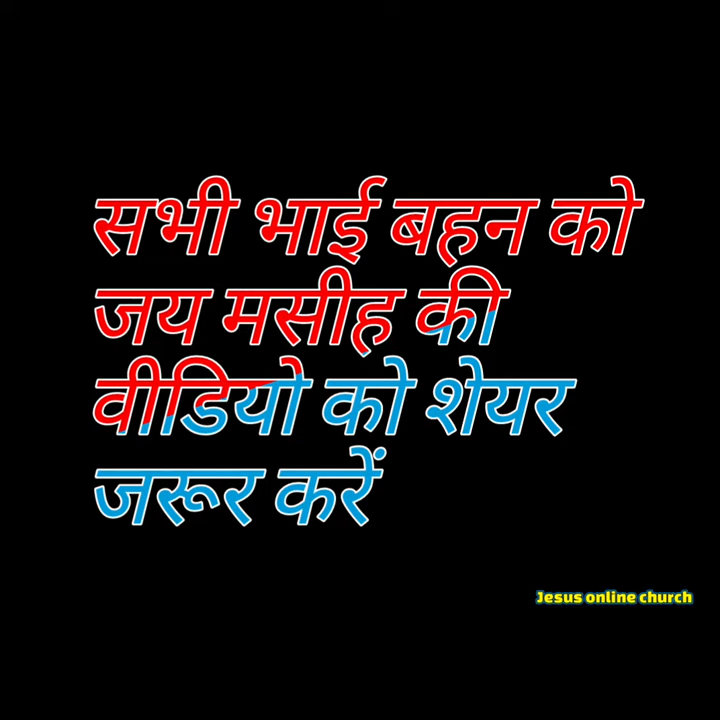 सभी भाई बहन को
जय मसीह की
वीडियो को शेयर
जरूर करें
Jesus online church